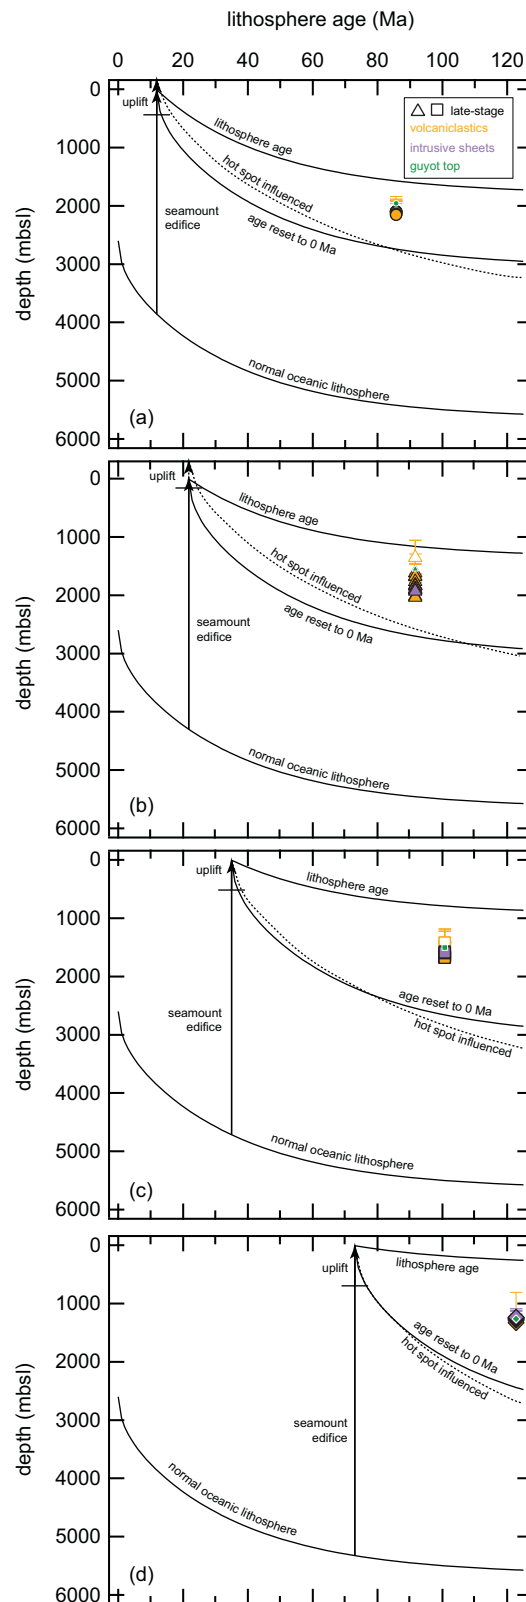 lithosphere age (Ma)
0 20 40 60 80 100 120
0
1000
2000
3000
4000
5000
6000
depth (mbsl)
uplift
seamount
edifice
lithosphere age
hot spot influenced
age reset to 0 Ma
normal oceanic lithosphere
late-stage
volcaniclastics
intrusive sheets
guyot top
(a)
0
1000
2000
3000
4000
5000
6000
depth (mbsl)
uplift
seamount
edifice
lithosphere age
hot spot influenced
age reset to 0 Ma
normal oceanic lithosphere
(b)
0
1000
2000
3000
4000
5000
6000
depth (mbsl)
uplift
seamount
edifice
lithosphere age
age reset to 0 Ma
hot spot influenced
normal oceanic lithosphere
(c)
0
1000
2000
3000
4000
5000
6000
depth (mbsl)
uplift
seamount
edifice
lithosphere age
age reset to 0 Ma
hot spot influenced
normal oceanic lithosphere
(d)